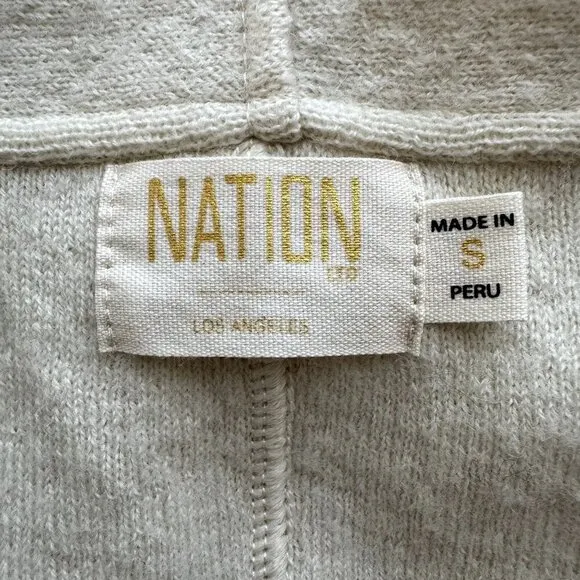 NATION
LTD
LOS ANGELES
MADE IN
S
PERU